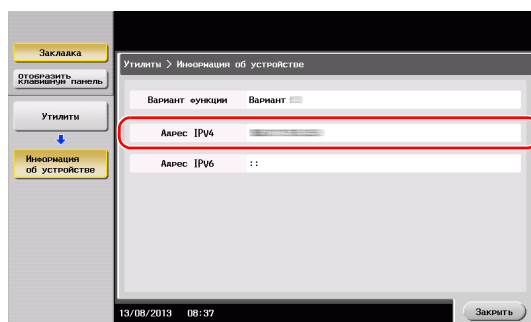 Закладка
Отобразить
клавишную панель
Утилиты
Информация
об устройстве
Утилиты > Информация об устройстве
Вариант функции Вариант
Адрес IPV4
Адрес IPV6 ::
13/08/2013 08:37
Закрыть